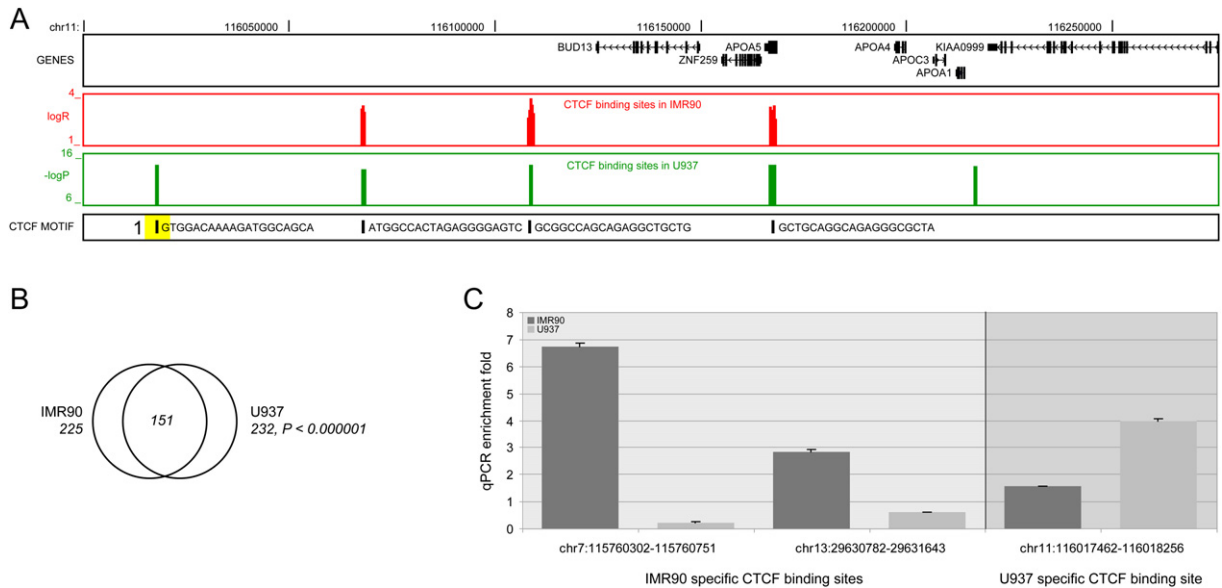 A
chr11: 116050000 116100000 116150000 116200000 116250000
GENES
BUD13 APOA5 APOA4 KIAA0999
ZNF259 APOC3
APOA1
4
logR
1
CTCF binding sites in IMR90
16
-logP
6
CTCF binding sites in U937
CTCF MOTIF 1 GTGGACAAAAGATGGCAGCA ATGGCCACTAGAGGGGAGTC GCGGCCAGCAGAGGCTGCTG GCTGCAGGCAGAGGGCGCTA
B
IMR90
225
151
U937
232, P < 0.000001
C
qPCR enrichment fold
8
7
6
5
4
3
2
1
0
IMR90
U937
chr7:115760302-115760751 chr13:29630782-29631643 chr11:116017462-116018256
IMR90 specific CTCF binding sites U937 specific CTCF binding site